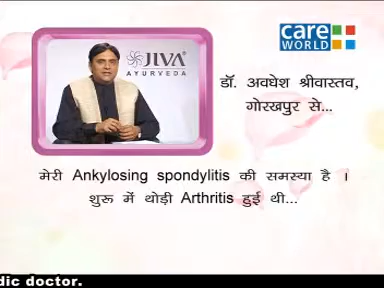 care
WORLD
JIVA
AYURVEDA
डॉ. अवधेश श्रीवास्तव,
गोरखपुर से...
मेरी Ankylosing spondylitis की समस्या है ।
शुरु में थोड़ी Arthritis हुई थी...
dic doctor.